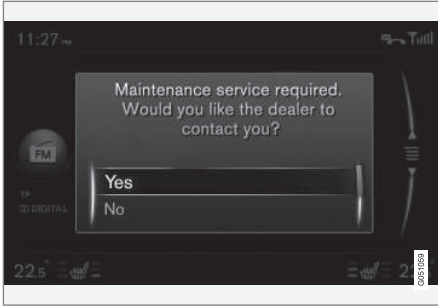 11:27 PM
Maintenance service required.
Would you like the dealer to
contact you?
FM
Yes
No
TP
DIGITAL
22.5°
G051059